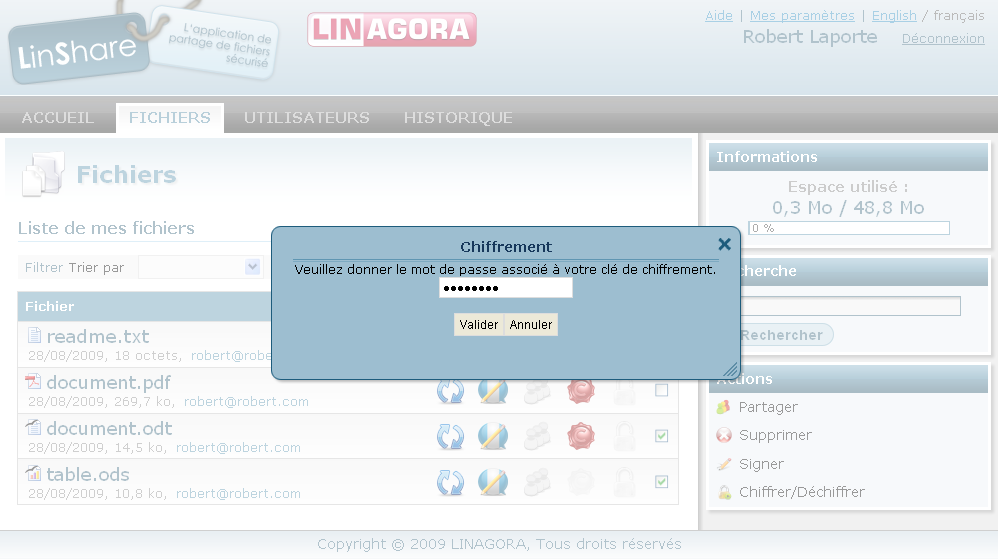 LinShare
L'application de
partage de fichiers
sécurisé
LINAGORA
Aide | Mes paramètres | English / français
Robert Laporte Déconnexion
ACCUEIL FICHIERS UTILISATEURS HISTORIQUE
Fichiers
Liste de mes fichiers
Filtrer Trier par
Fichier
readme.txt
28/08/2009, 18 octets, robert@robe
document.pdf
28/08/2009, 269,7 ko, robert@robert.com
document.odt
28/08/2009, 14,5 ko, robert@robert.com
table.ods
28/08/2009, 10,8 ko, robert@robert.com
Chiffrement
Veuillez donner le mot de passe associé à votre clé de chiffrement.
••••••••
Valider Annuler
Informations
Espace utilisé :
0,3 Mo / 48,8 Mo
0 %
cherche
Rechercher
Actions
Partager
Supprimer
Signer
Chiffrer/Déchiffrer
Copyright © 2009 LINAGORA, Tous droits réservés